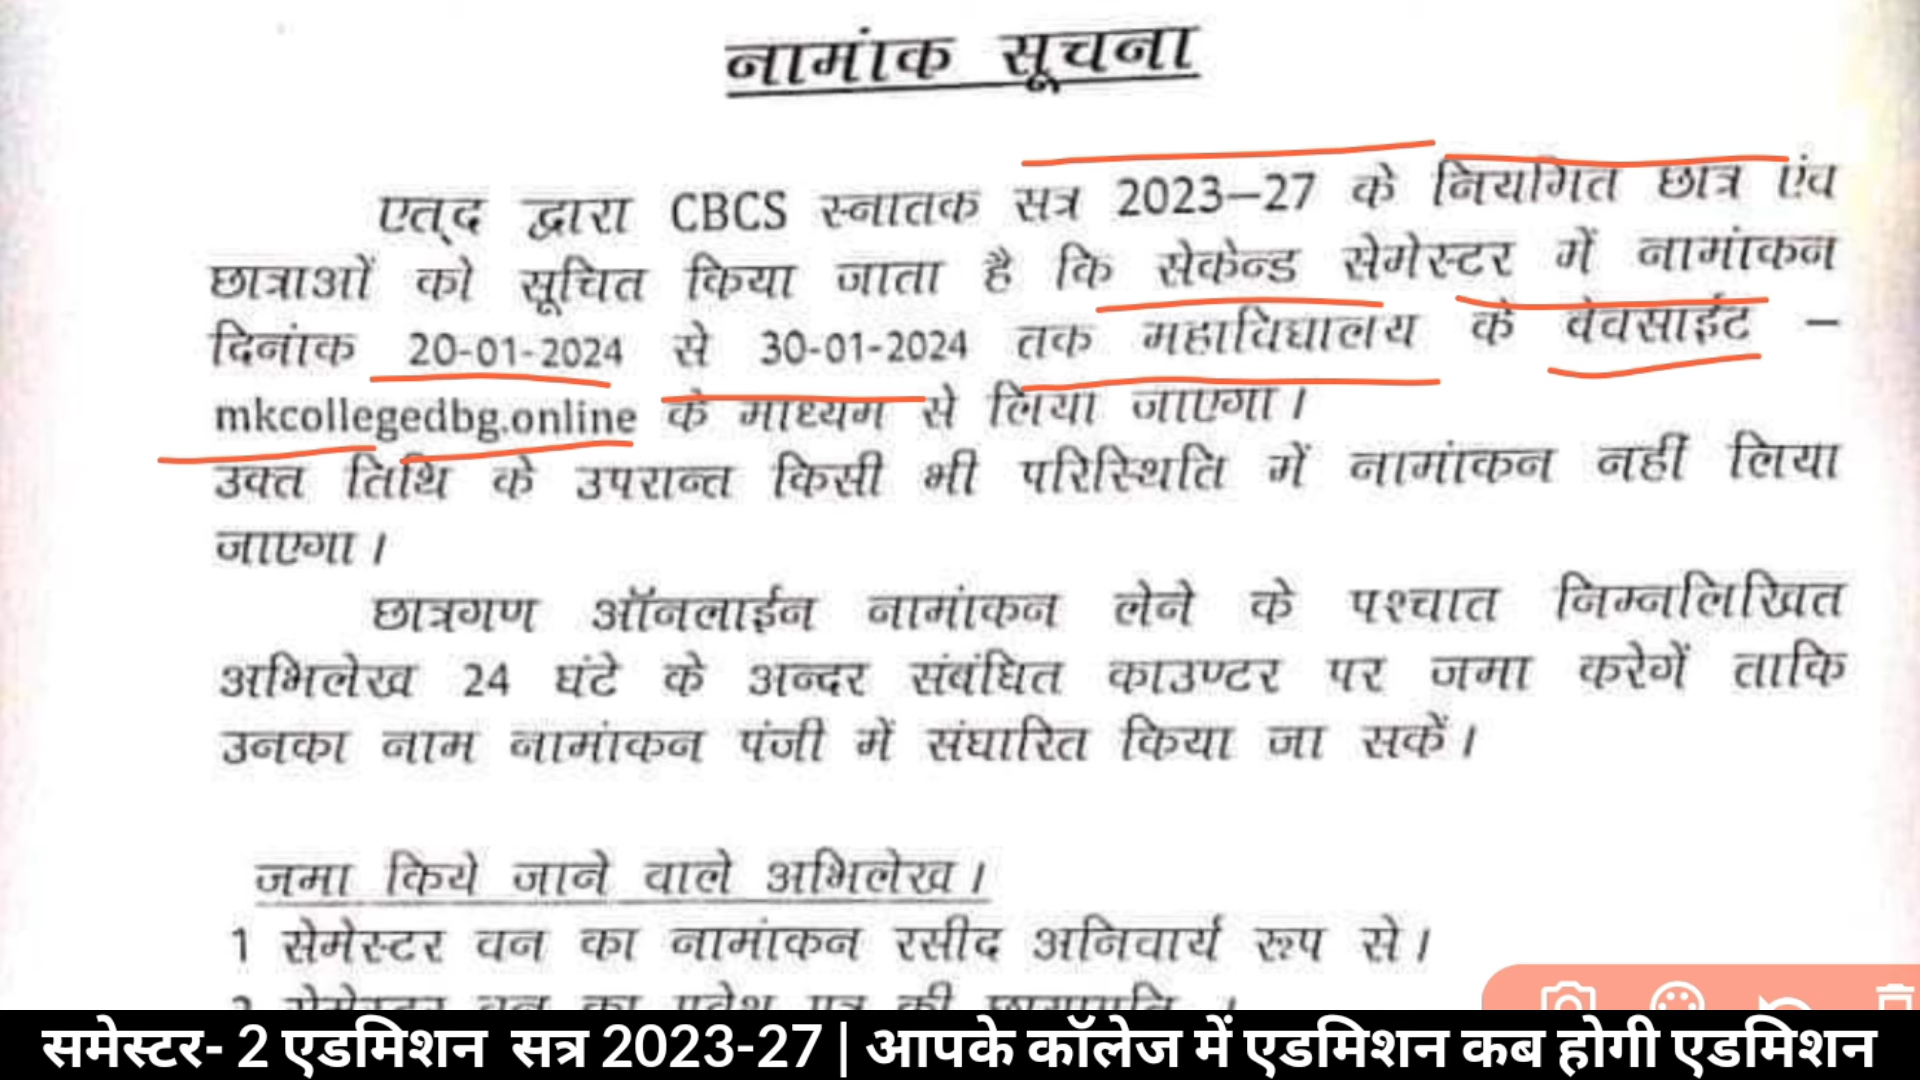 नामांक सूचना
एत्द द्वारा CBCS स्नातक सत्र 2023–27 के नियमित छात्र एंव
छात्राओं को सूचित किया जाता है कि सेकेन्ड सेमेस्टर में नामांकन
दिनांक 20-01-2024 से 30-01-2024 तक महाविघालय के वेवसाईट –
mkcollegedbg.online के माध्यम से लिया जाएगा।
उक्त तिथि के उपरान्त किसी भी परिस्थिति में नामांकन नहीं लिया
जाएगा।
छात्रगण ऑनलाईन नामांकन लेने के पश्चात निम्नलिखित
अभिलेख 24 घंटे के अन्दर संबंधित काउण्टर पर जमा करेगें ताकि
उनका नाम नामांकन पंजी में संघारित किया जा सकें।
जमा किये जाने वाले अभिलेख।
1 सेमेस्टर वन का नामांकन रसीद अनिवार्य रूप से।
समेस्टर- 2 एडमिशन सत्र 2023-27 | आपके कॉलेज में एडमिशन कब होगी एडमिशन